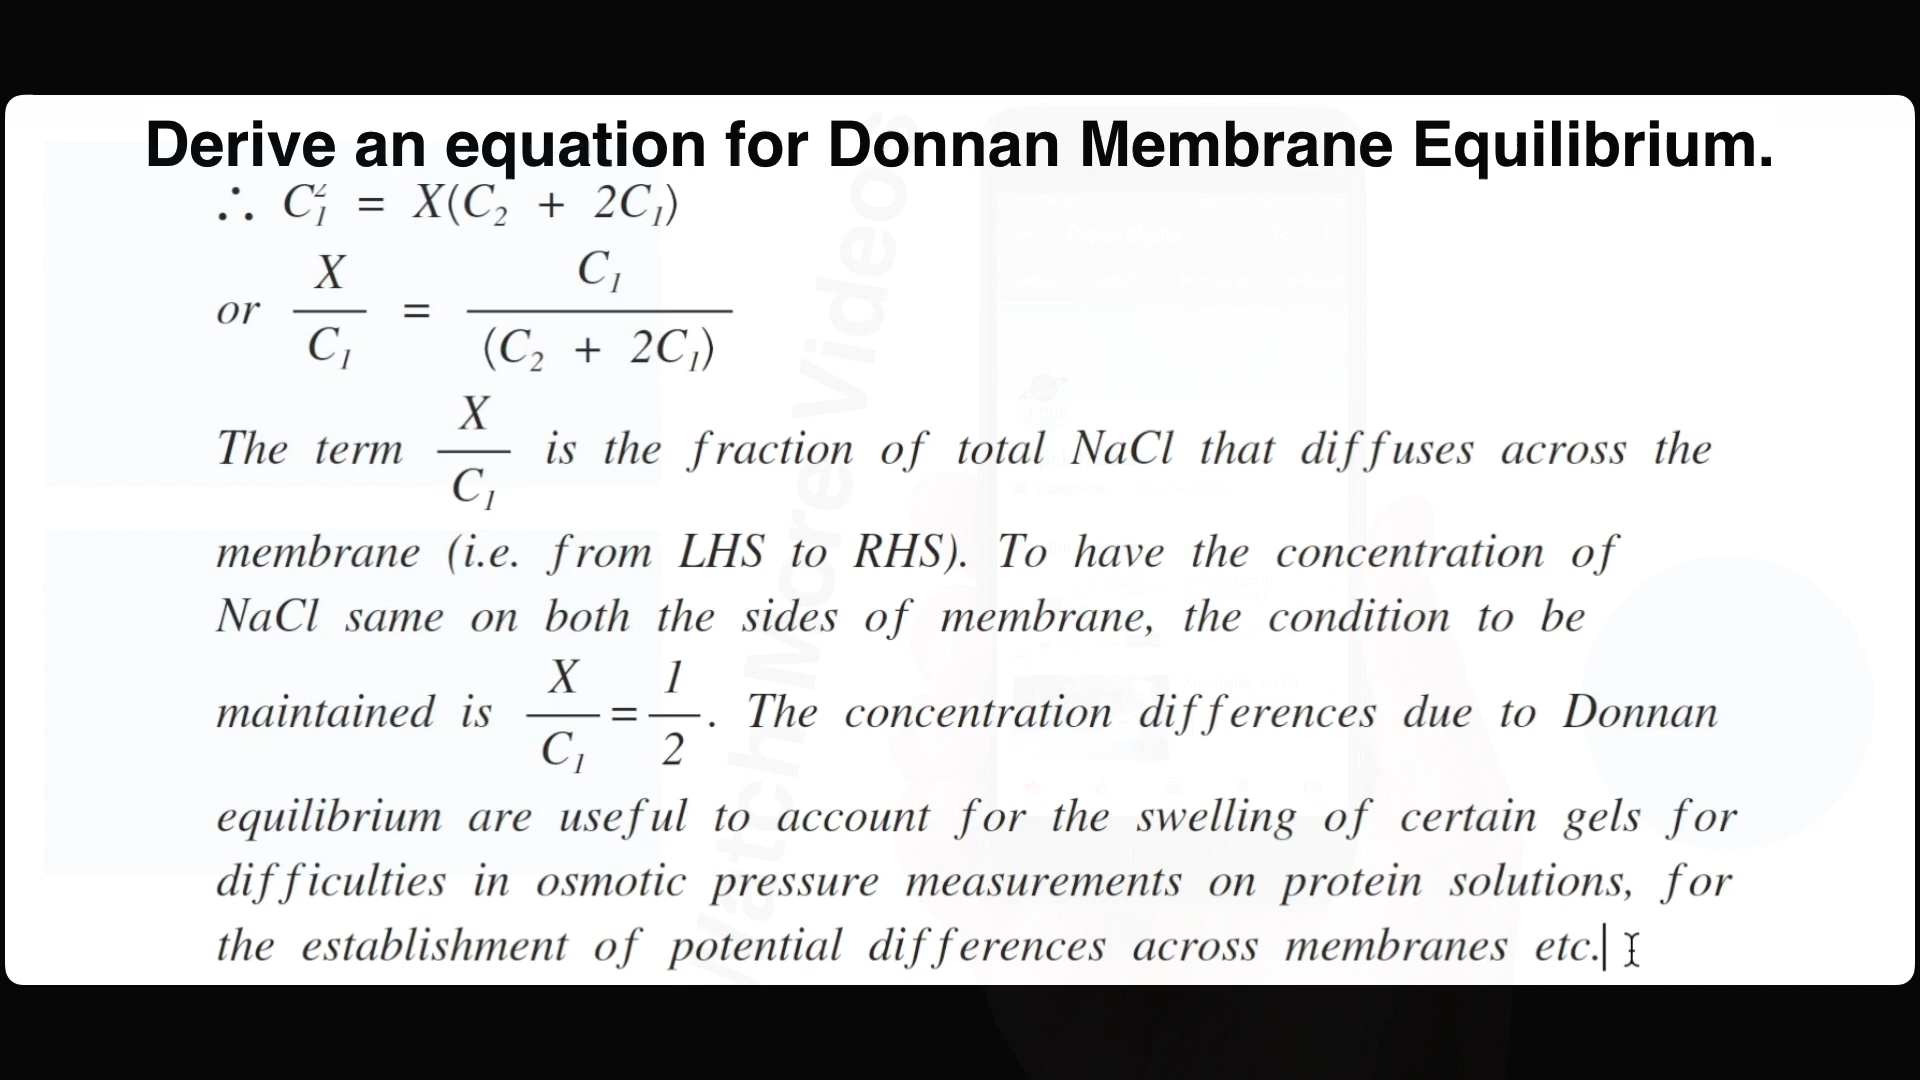 Derive an equation for Donnan Membrane Equilibrium.
∴ C₁² = X(C₂ + 2C₁)
or X/C₁ = C₁/(C₂ + 2C₁)
The term X/C₁ is the fraction of total NaCl that diffuses across the
membrane (i.e. from LHS to RHS). To have the concentration of
NaCl same on both the sides of membrane, the condition to be
maintained is X/C₁ = 1/2. The concentration differences due to Donnan
equilibrium are useful to account for the swelling of certain gels for
difficulties in osmotic pressure measurements on protein solutions, for
the establishment of potential differences across membranes etc.
Watch More Videos